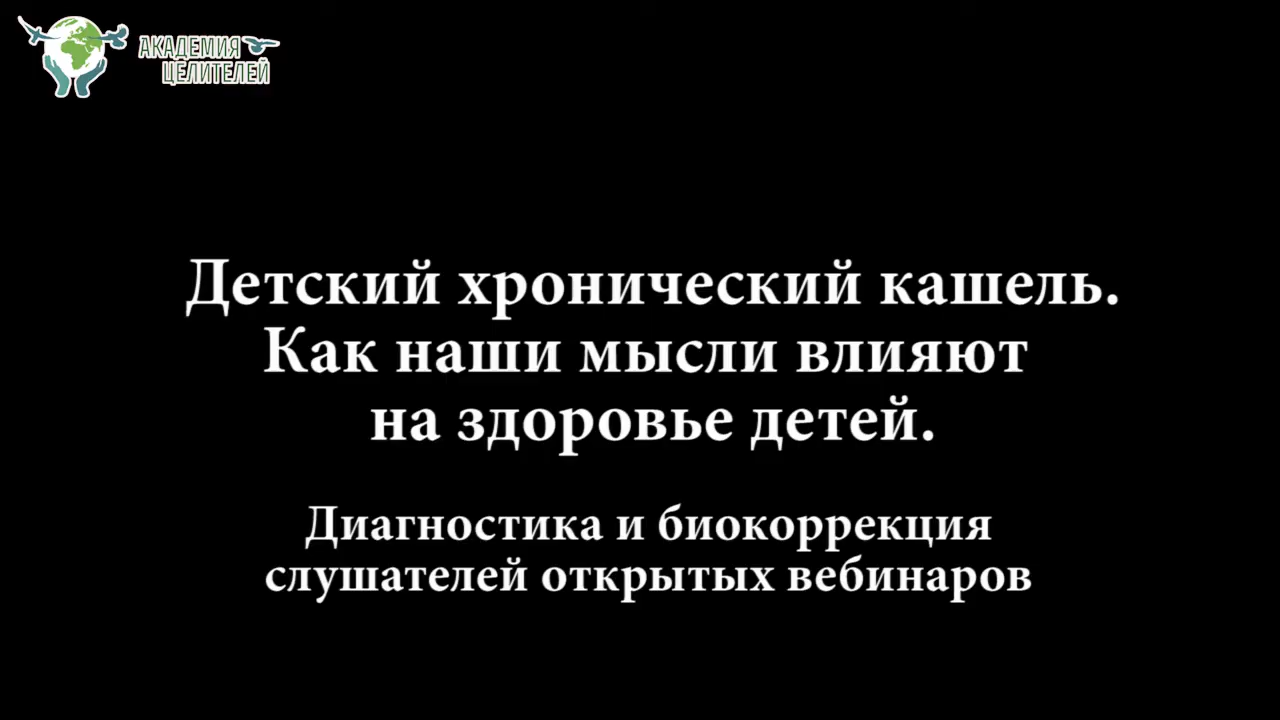 АКАДЕМИЯ
ЦЕЛИТЕЛЕЙ
Детский хронический кашель.
Как наши мысли влияют
на здоровье детей.
Диагностика и биокоррекция
слушателей открытых вебинаров